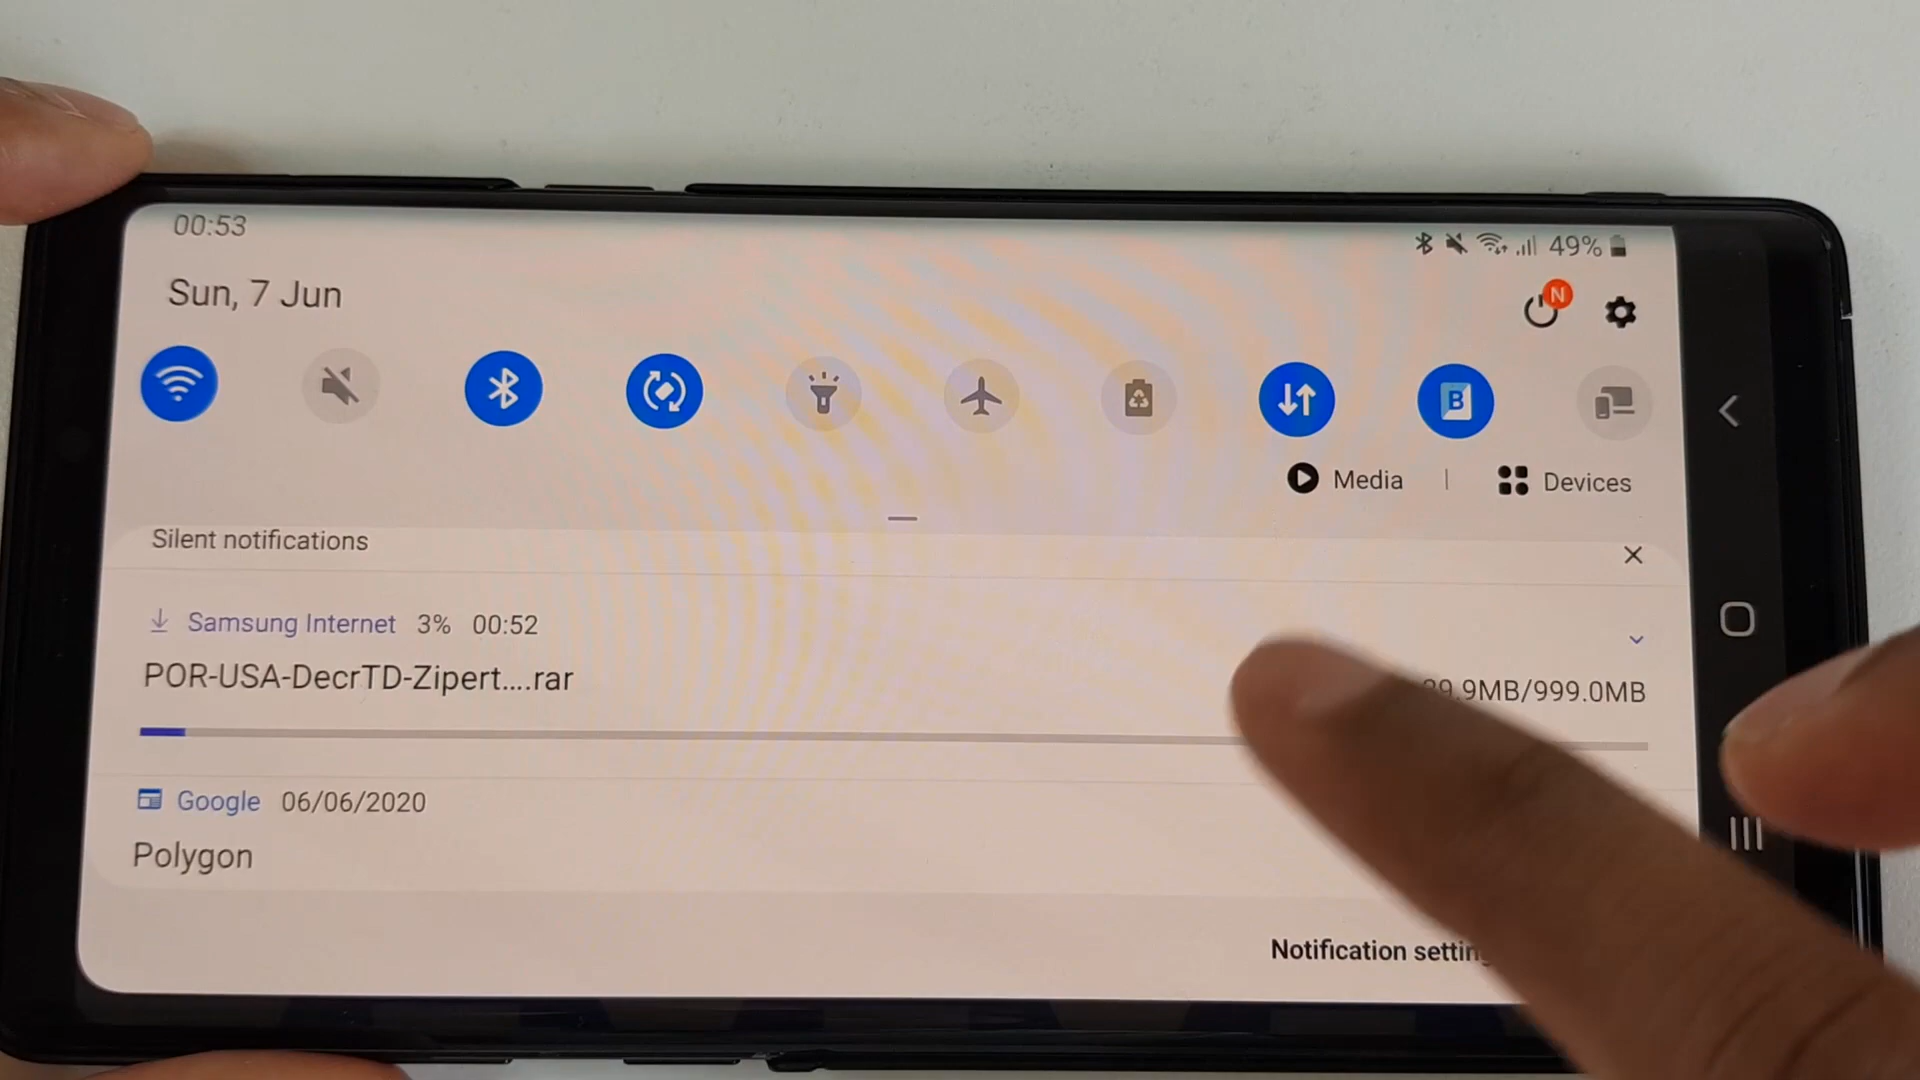 00:53
49%
Sun, 7 Jun
N
B
Media | Devices
Silent notifications
Samsung Internet 3% 00:52
POR-USA-DecrTD-Zipert....rar
9.9MB/999.0MB
Google 06/06/2020
Polygon
Notification